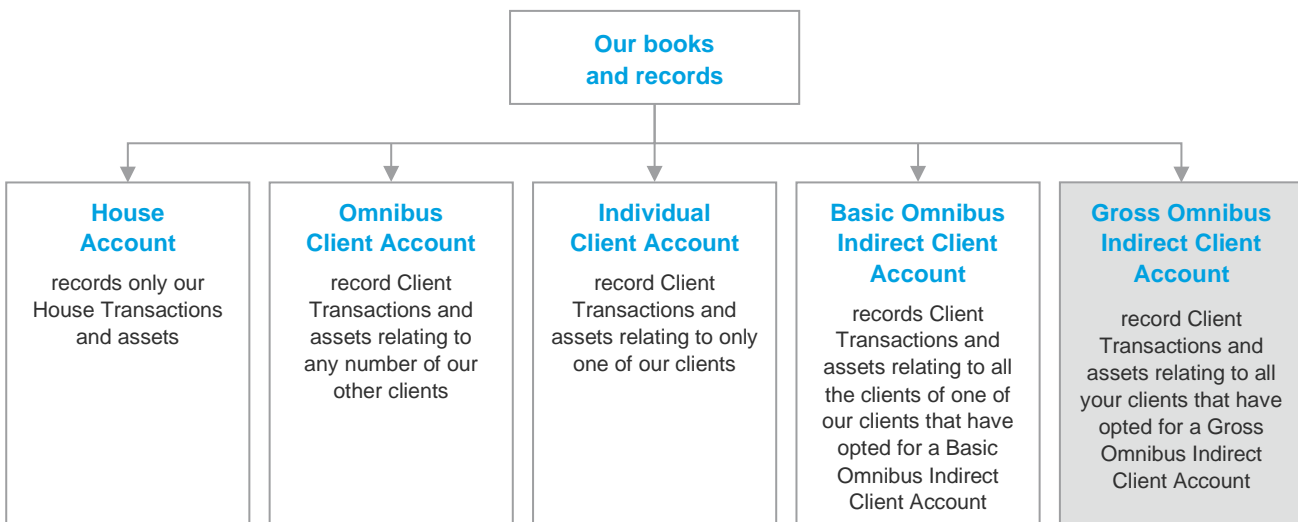 Our books
and records
House
Account
records only our
House Transactions
and assets
Omnibus
Client Account
record Client
Transactions and
assets relating to
any number of our
other clients
Individual
Client Account
record Client
Transactions and
assets relating to only
one of our clients
Basic Omnibus
Indirect Client
Account
records Client
Transactions and
assets relating to all
the clients of one of
our clients that have
opted for a Basic
Omnibus Indirect
Client Account
Gross Omnibus
Indirect Client
Account
record Client
Transactions and
assets relating to all
your clients that have
opted for a Gross
Omnibus Indirect
Client Account